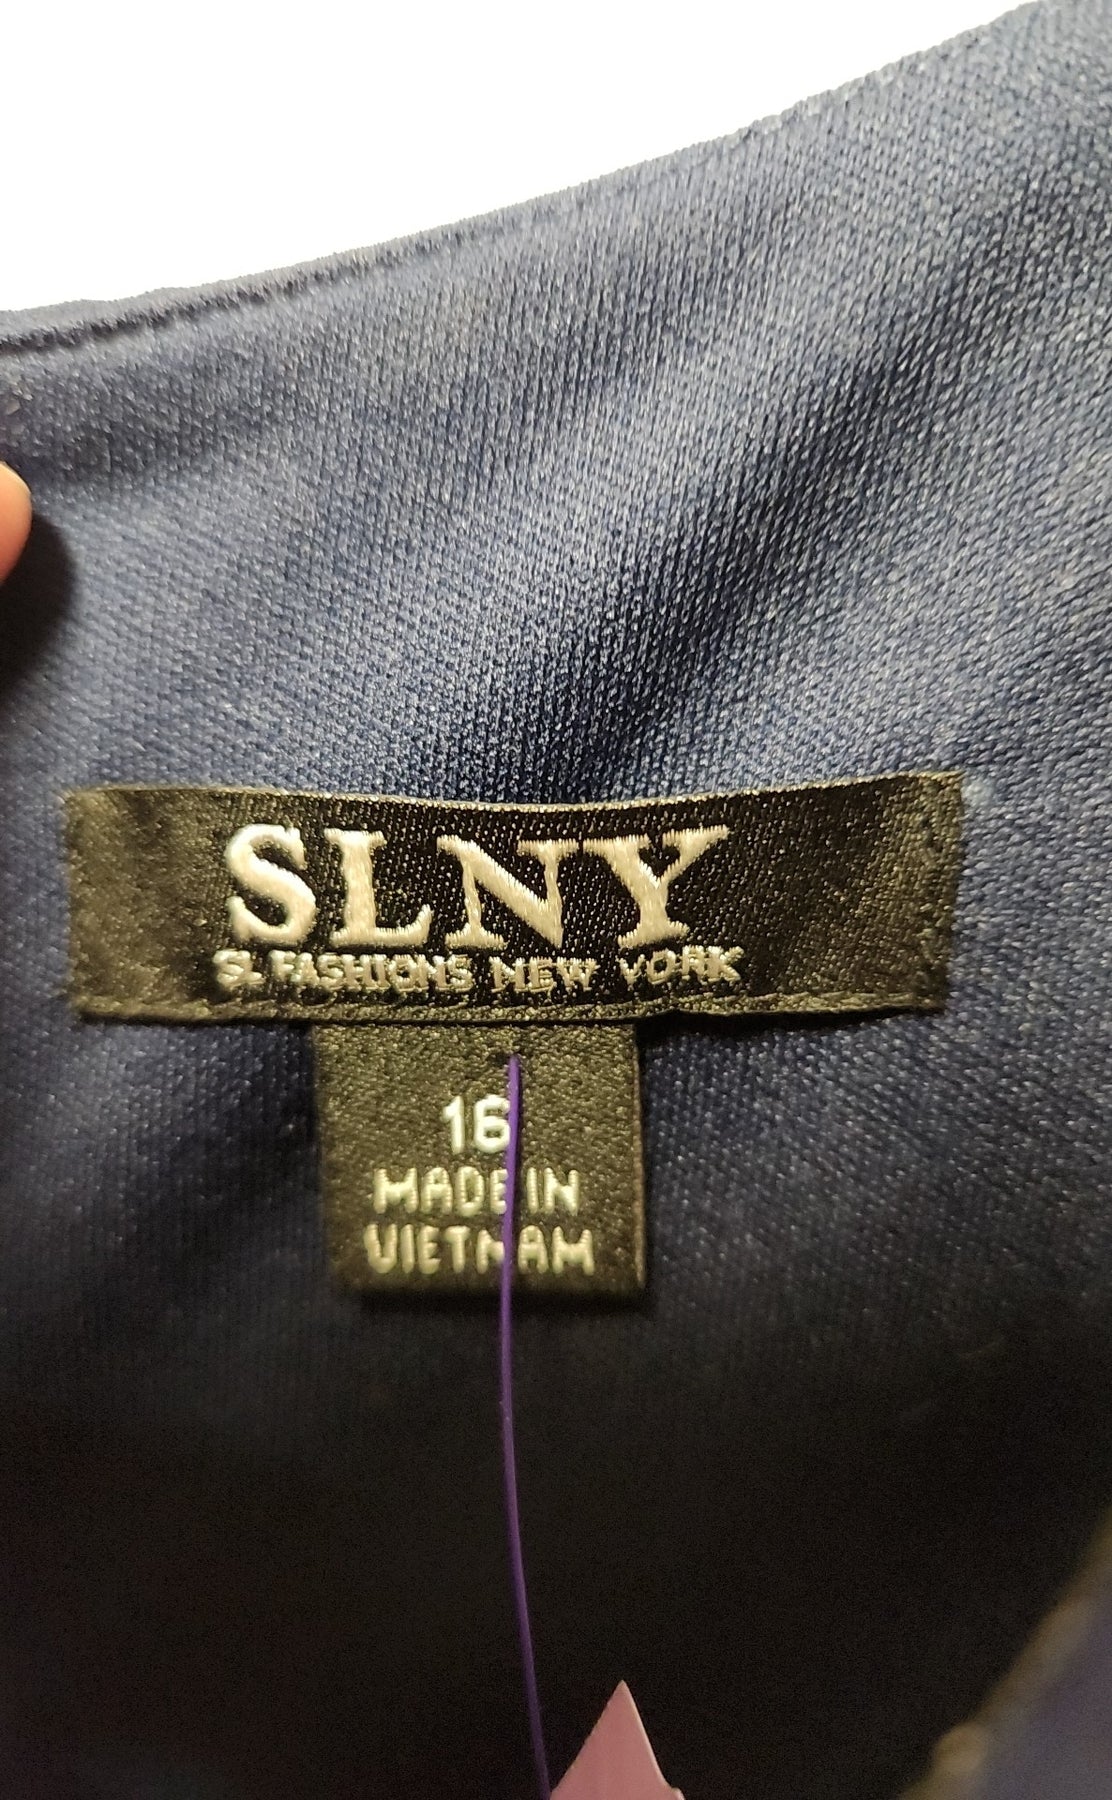 SLNY
SL FASHIONS NEW YORK
16
MADE IN
VIETNAM